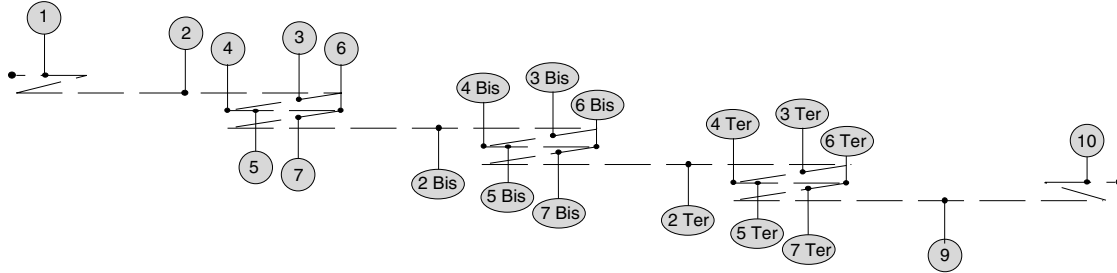 1
2
4
3
6
5
7
4 Bis
3 Bis
6 Bis
2 Bis
5 Bis
7 Bis
4 Ter
3 Ter
6 Ter
2 Ter
5 Ter
7 Ter
10
9